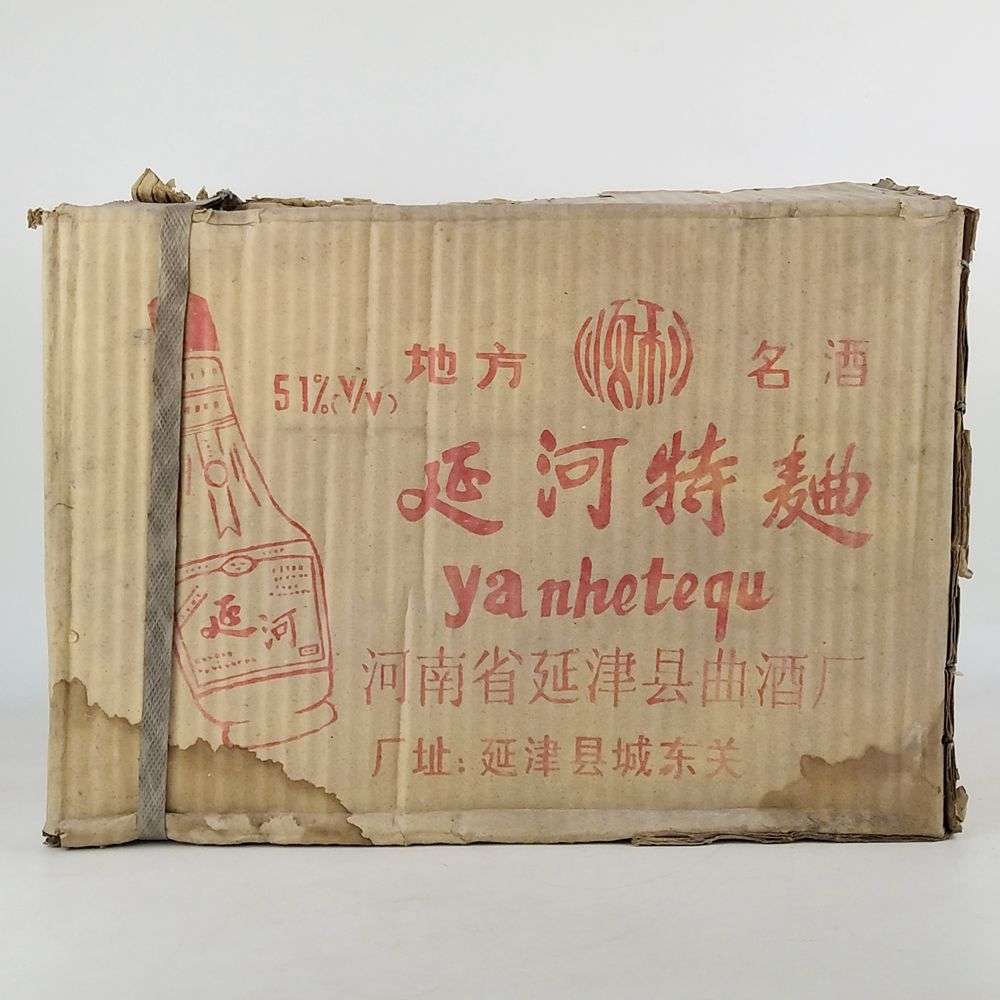 地方 名酒
51%(V/V)
延河特麯
yanhetequ
延河
河南省延津县曲酒厂
厂址：延津县城东关